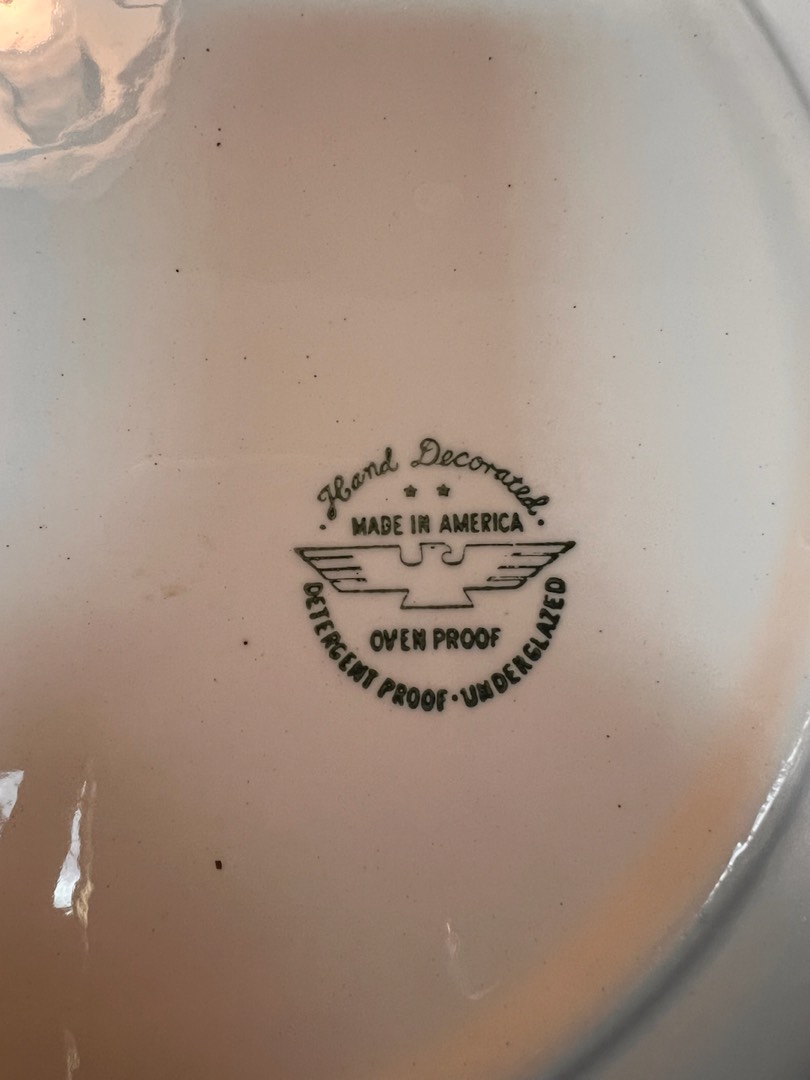 Hand Decorated
MADE IN AMERICA
OVEN PROOF
DETERGENT PROOF · UNDERGLAZED